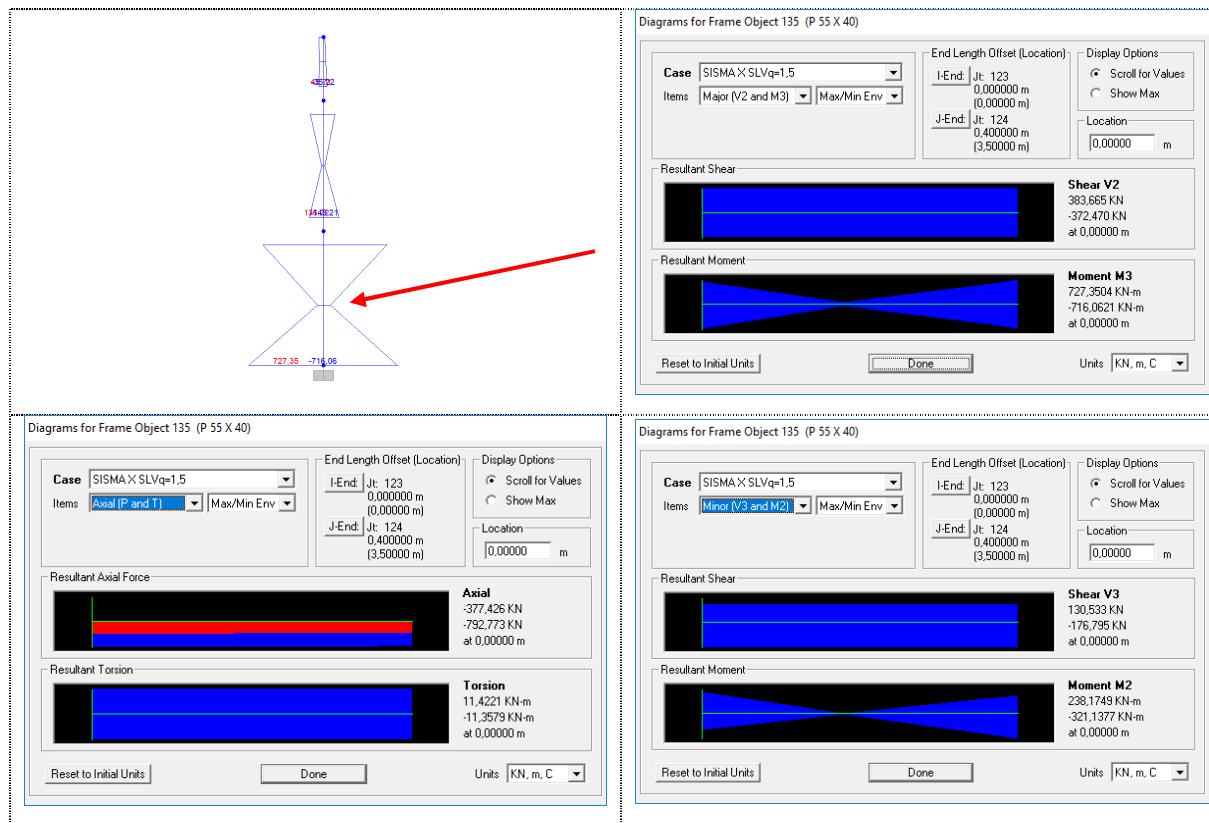 727,35
-716,06
Diagrams for Frame Object 135 (P 55 X 40)
Case
SISMA X SLVq=1,5
Items
Major (V2 and M3)
Max/Min Env
End Length Offset (Location)
I-End:
Jt: 123
0,000000 m
(0,00000 m)
J-End:
Jt: 124
0,400000 m
(3,50000 m)
Display Options
Scroll for Values
Show Max
Location
0,00000 m
Resultant Shear
Shear V2
383,665 KN
-372,470 KN
at 0,00000 m
Resultant Moment
Moment M3
727,3504 KN-m
-716,0621 KN-m
at 0,00000 m
Reset to Initial Units
Done
Units
KN, m, C
Diagrams for Frame Object 135 (P 55 X 40)
Case
SISMA X SLVq=1,5
Items
Axial (P and T)
Max/Min Env
End Length Offset (Location)
I-End:
Jt: 123
0,000000 m
(0,00000 m)
J-End:
Jt: 124
0,400000 m
(3,50000 m)
Display Options
Scroll for Values
Show Max
Location
0,00000 m
Resultant Axial Force
Axial
-377,426 KN
-792,773 KN
at 0,00000 m
Resultant Torsion
Torsion
11,4221 KN-m
-11,3579 KN-m
at 0,00000 m
Reset to Initial Units
Done
Units
KN, m, C
Diagrams for Frame Object 135 (P 55 X 40)
Case
SISMA X SLVq=1,5
Items
Minor (V3 and M2)
Max/Min Env
End Length Offset (Location)
I-End:
Jt: 123
0,000000 m
(0,00000 m)
J-End:
Jt: 124
0,400000 m
(3,50000 m)
Display Options
Scroll for Values
Show Max
Location
0,00000 m
Resultant Shear
Shear V3
130,533 KN
-176,795 KN
at 0,00000 m
Resultant Moment
Moment M2
238,1749 KN-m
-321,1377 KN-m
at 0,00000 m
Reset to Initial Units
Done
Units
KN, m, C